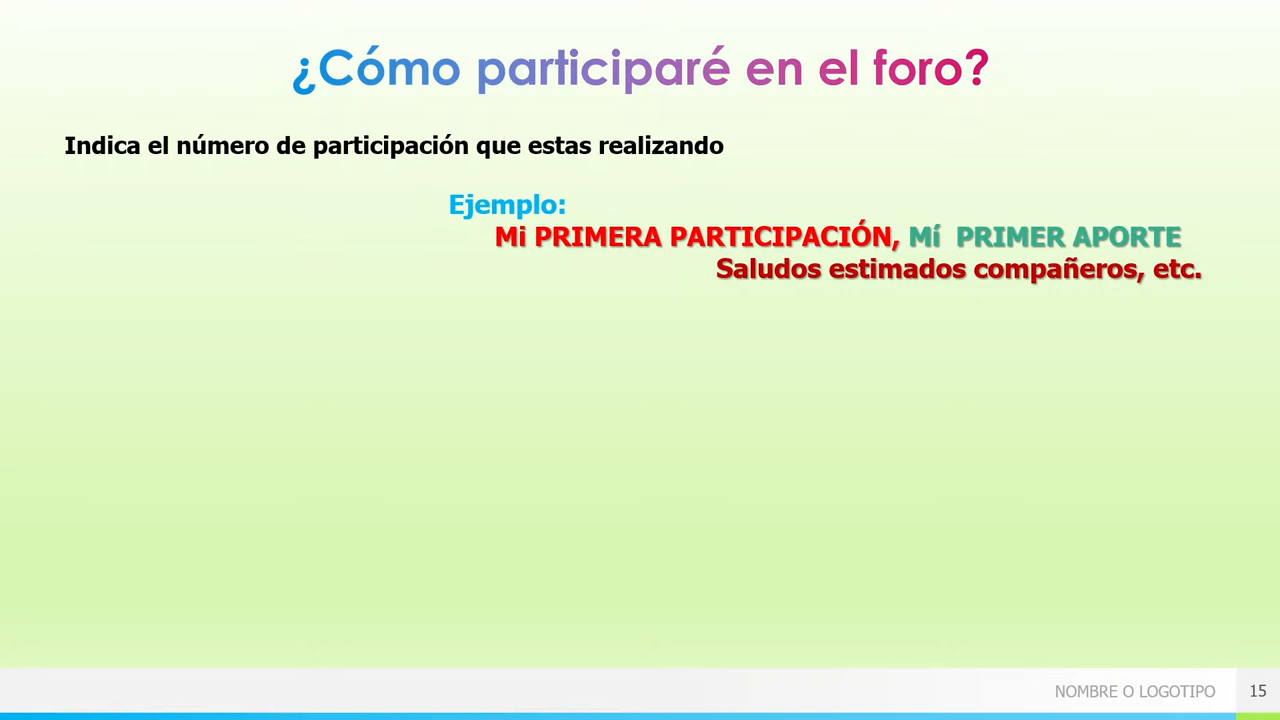 ¿Cómo participaré en el foro?
Indica el número de participación que estas realizando
Ejemplo:
Mi PRIMERA PARTICIPACIÓN, Mí  PRIMER APORTE
Saludos estimados compañeros, etc.
NOMBRE O LOGOTIPO 15